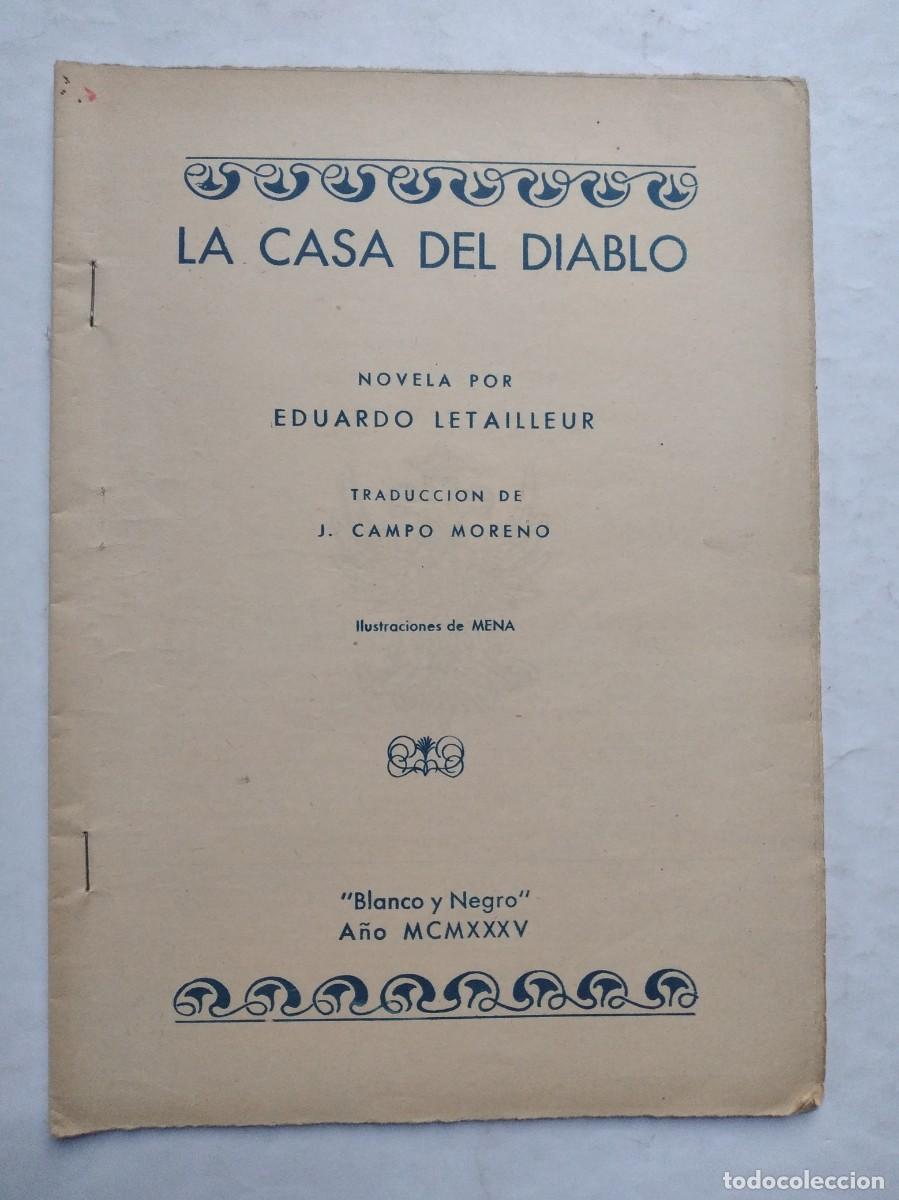 LA CASA DEL DIABLO
NOVELA POR
EDUARDO LETAILLEUR
TRADUCCION DE
J. CAMPO MORENO
Ilustraciones de MENA
"Blanco y Negro"
Año MCMXXXV
todocoleccion